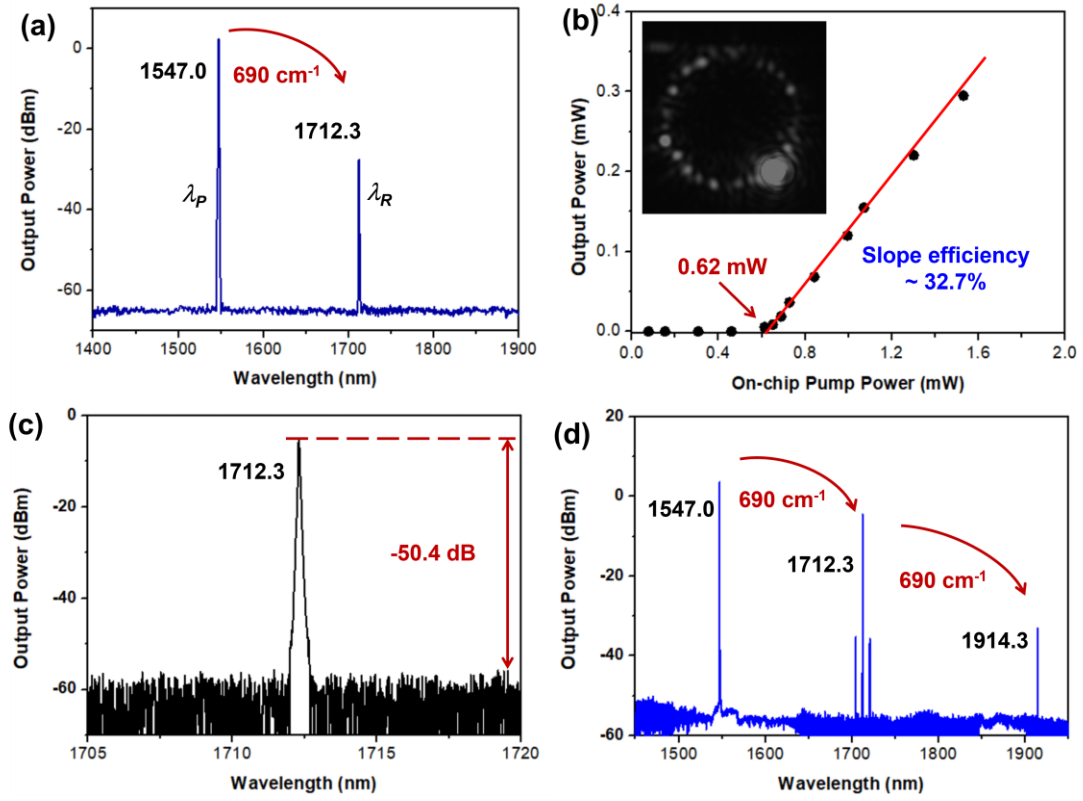 (a)
0
-20
-40
-60
Output Power (dBm)
1547.0
690 cm⁻¹
1712.3
λP
λR
1400
1500
1600
1700
1800
1900
Wavelength (nm)
(b)
0.4
0.3
0.2
0.1
0.0
Output Power (mW)
0.62 mW
Slope efficiency
~ 32.7%
0.0
0.4
0.8
1.2
1.6
2.0
On-chip Pump Power (mW)
(c)
0
-20
-40
-60
Output Power (dBm)
1712.3
-50.4 dB
1705
1710
1715
1720
Wavelength (nm)
(d)
20
0
-20
-40
-60
Output Power (dBm)
1547.0
690 cm⁻¹
1712.3
690 cm⁻¹
1914.3
1500
1600
1700
1800
1900
Wavelength (nm)